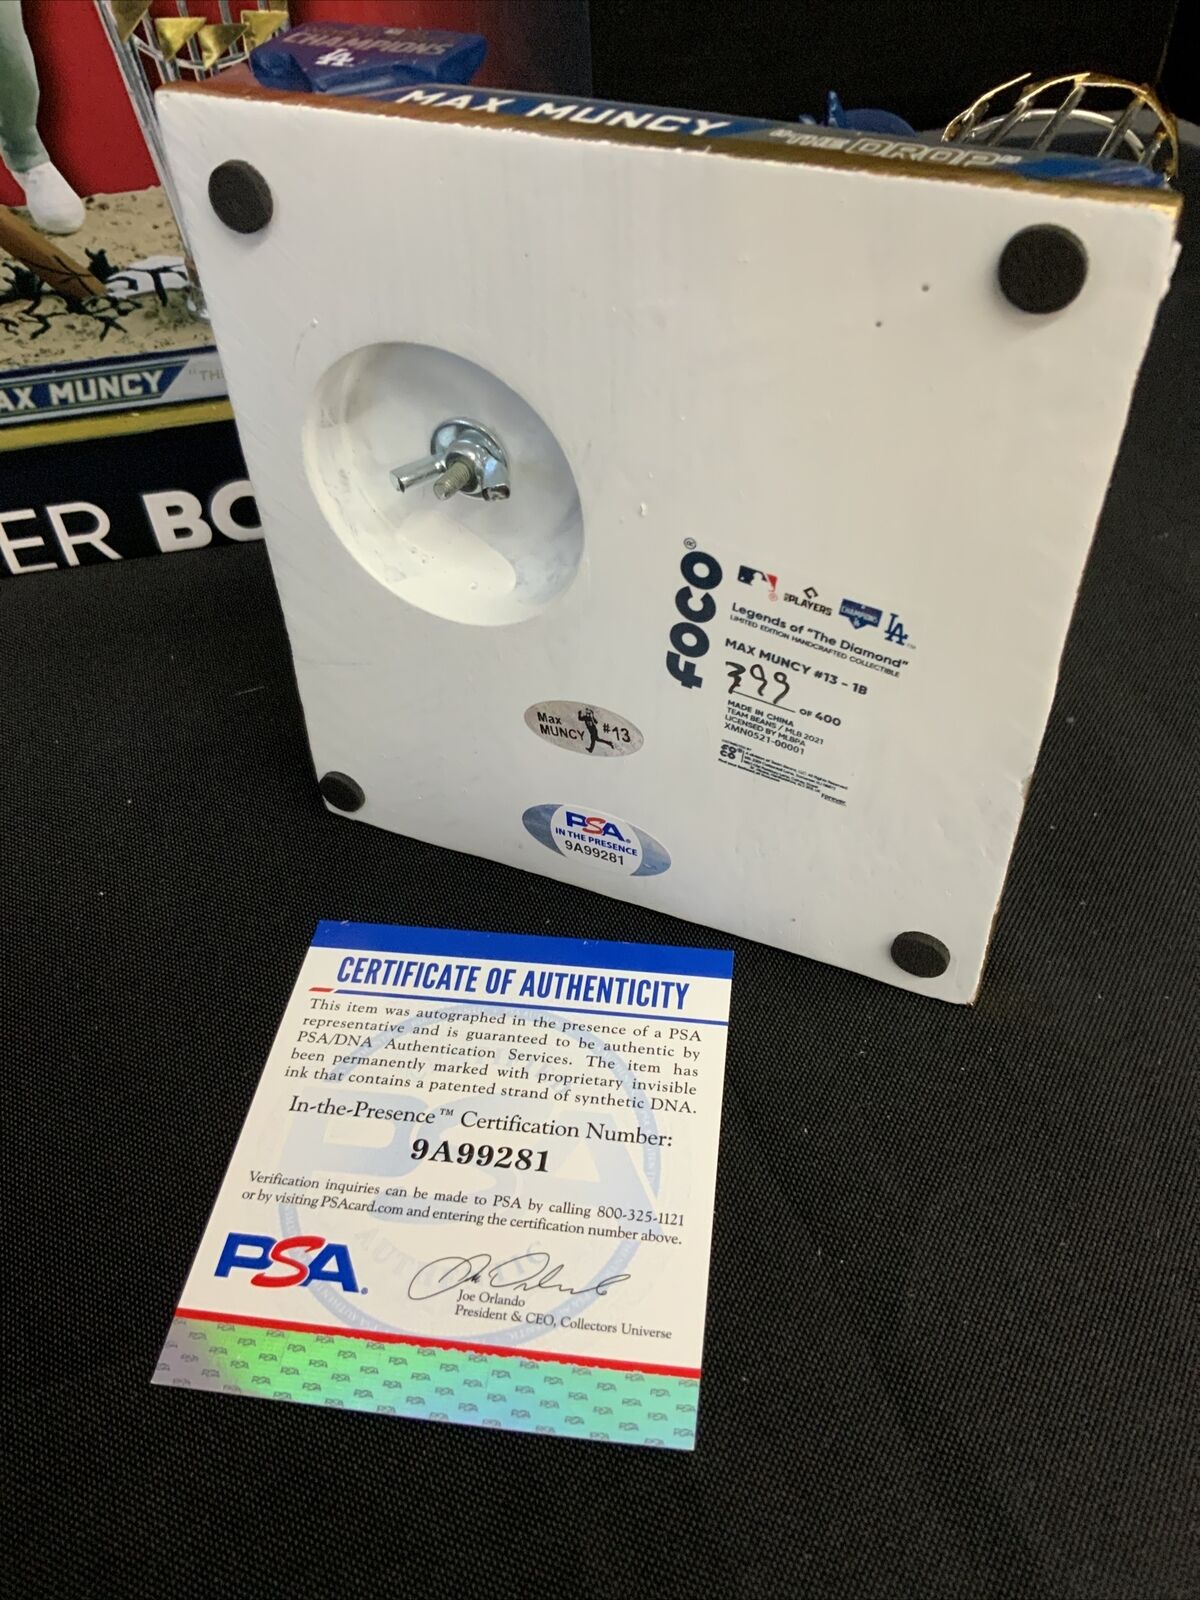 CHAMPIONS
LA
MAX MUNCY "THE DROP"
AX MUNCY "TH
ER BO
foco®
MLB PLAYERS
CHAMPIONS
LA
Legends of "The Diamond"
LIMITED EDITION HANDCRAFTED COLLECTIBLE
MAX MUNCY #13 - 1B
399 OF 400
MADE IN CHINA
TEAM BEANS / MLB 2021
LICENSED BY MLBPA
XMN0521-00001
Forever
Max
MUNCY #13
PSA
IN THE PRESENCE
9A99281
CERTIFICATE OF AUTHENTICITY
This item was autographed in the presence of a PSA
representative and is guaranteed to be authentic by
PSA/DNA Authentication Services. The item has
been permanently marked with proprietary invisible
ink that contains a patented strand of synthetic DNA.
In-the-Presence™ Certification Number:
9A99281
Verification inquiries can be made to PSA by calling 800-325-1121
or by visiting PSAcard.com and entering the certification number above.
PSA.
Joe Orlando
President & CEO, Collectors Universe